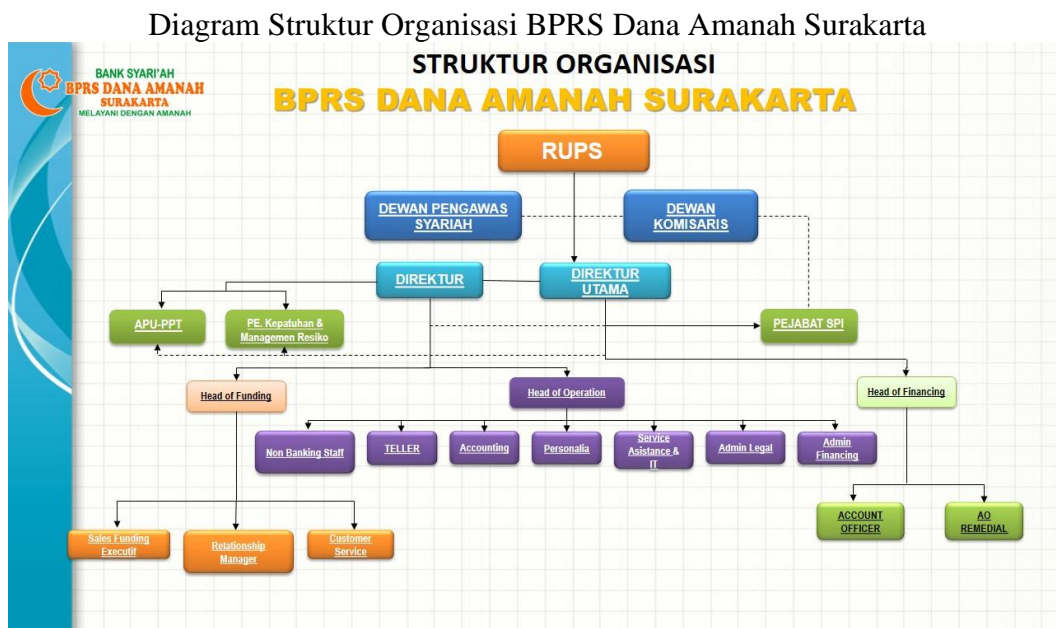 Diagram Struktur Organisasi BPRS Dana Amanah Surakarta
BANK SYARI'AH
BPRS DANA AMANAH
SURAKARTA
MELAYANI DENGAN AMANAH
STRUKTUR ORGANISASI
BPRS DANA AMANAH SURAKARTA
RUPS
DEWAN PENGAWAS
SYARIAH
DEWAN
KOMISARIS
DIREKTUR
DIREKTUR
UTAMA
APU-PPT
PE. Kepatuhan &
Managemen Resiko
PEJABAT SPI
Head of Funding
Head of Operation
Head of Financing
Non Banking Staff
TELLER
Accounting
Personalia
Service
Asistance &
IT
Admin Legal
Admin
Financing
Sales Funding
Executif
Relationship
Manager
Customer
Service
ACCOUNT
OFFICER
AO
REMEDIAL